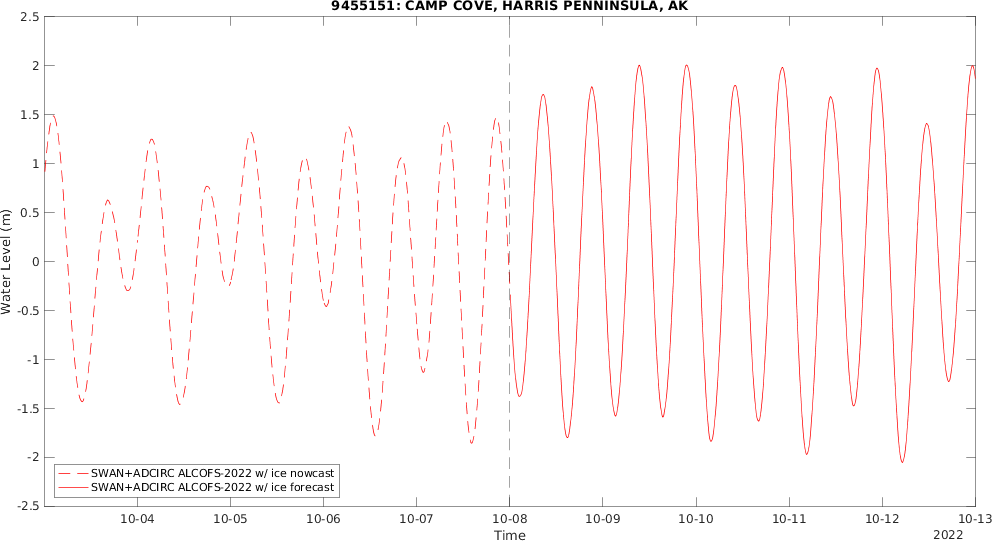 9455151: CAMP COVE, HARRIS PENNINSULA, AK
2.5
2
1.5
1
0.5
0
-0.5
-1
-1.5
-2
-2.5
Water Level (m)
SWAN+ADCIRC ALCOFS-2022 w/ ice nowcast
SWAN+ADCIRC ALCOFS-2022 w/ ice forecast
10-04 10-05 10-06 10-07 10-08 10-09 10-10 10-11 10-12 10-13
Time
2022